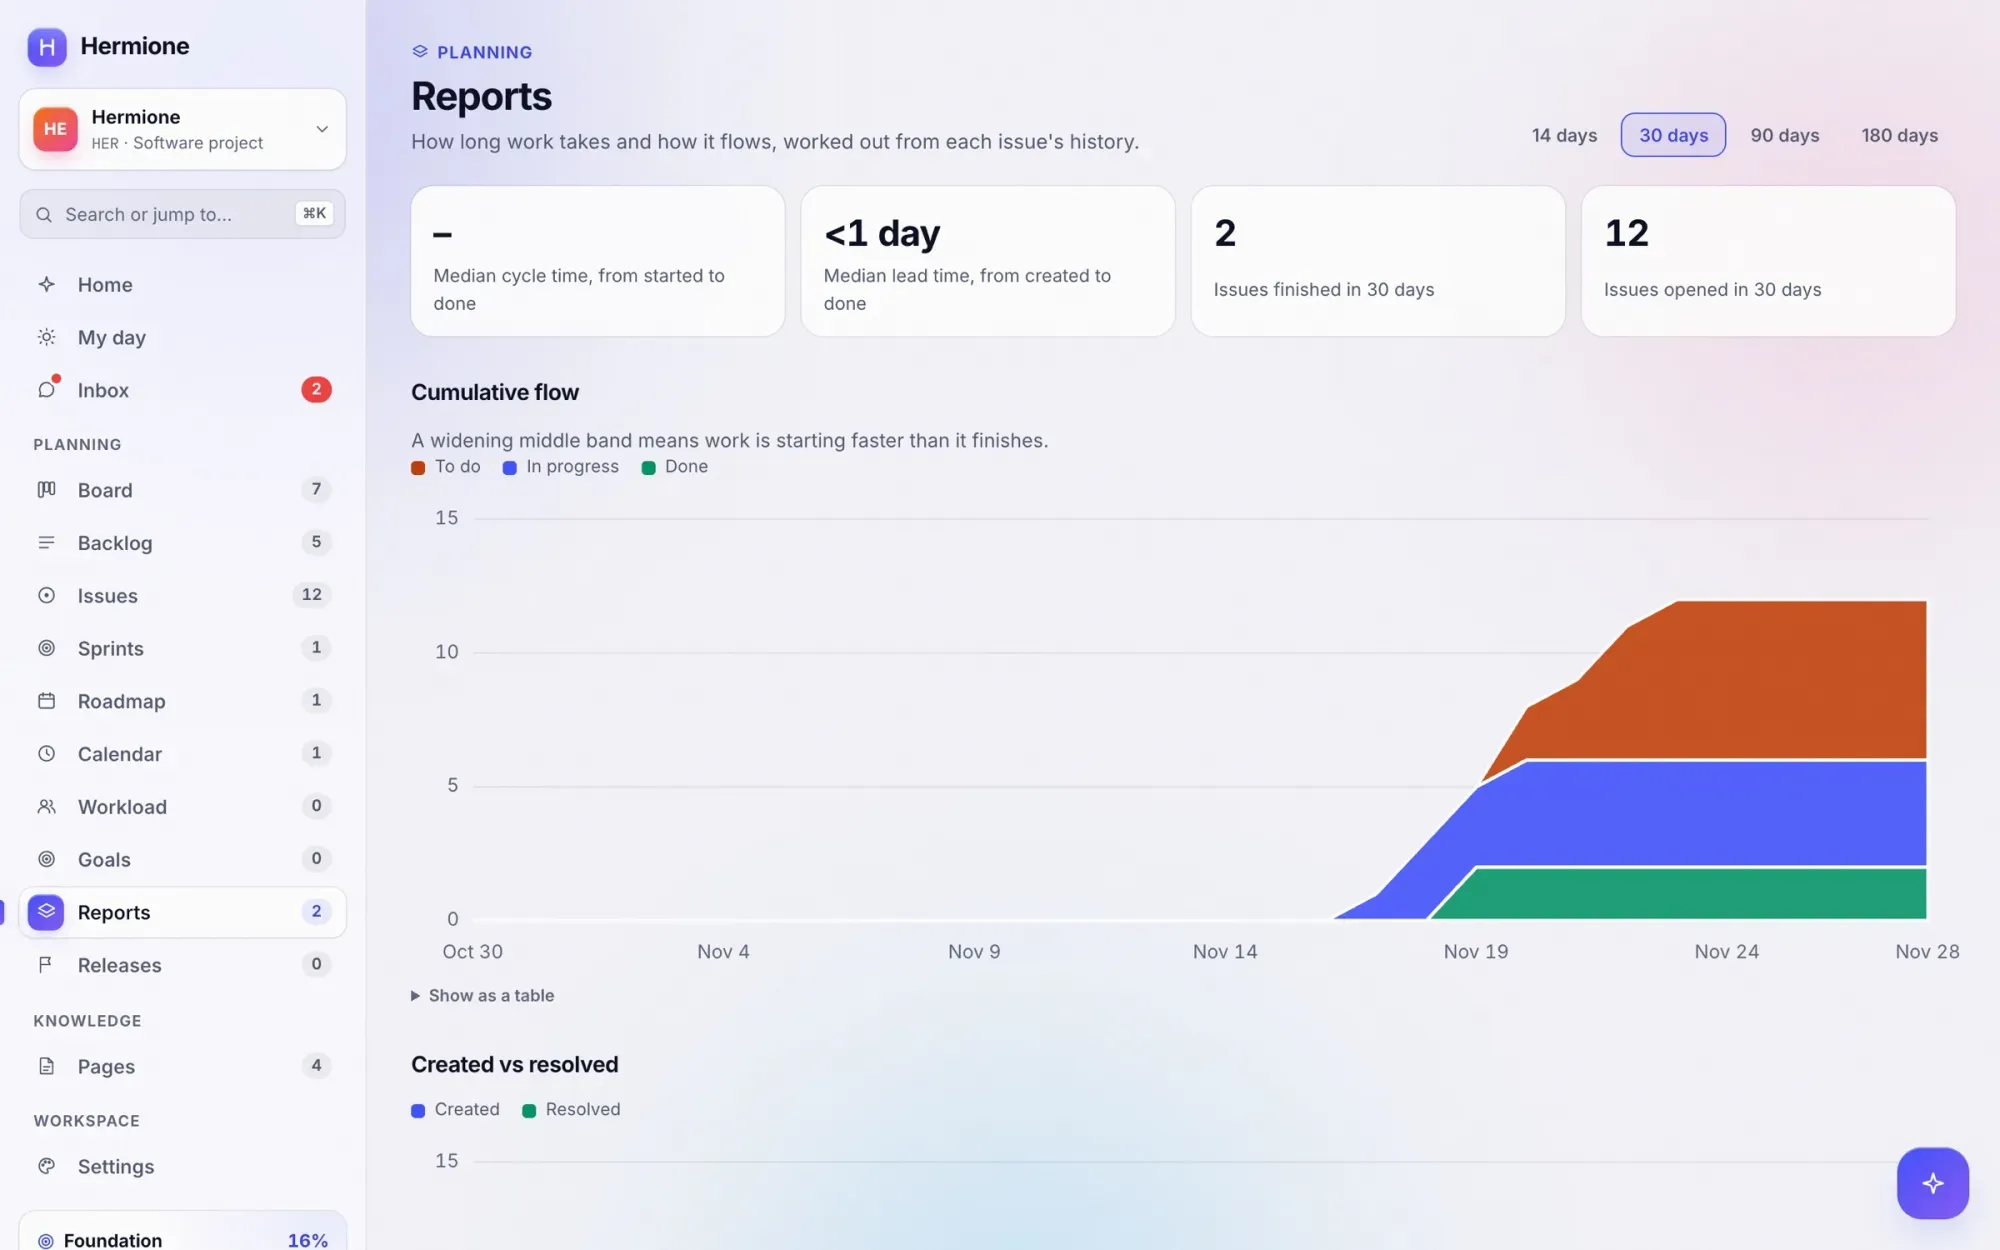 H Hermione
HE Hermione
HER · Software project
Search or jump to... ⌘K
Home
My day
Inbox 2
PLANNING
Board 7
Backlog 5
Issues 12
Sprints 1
Roadmap 1
Calendar 1
Workload 0
Goals 0
Reports 2
Releases 0
KNOWLEDGE
Pages 4
WORKSPACE
Settings
Foundation 16%
PLANNING
Reports
How long work takes and how it flows, worked out from each issue's history.
14 days 30 days 90 days 180 days
–
Median cycle time, from started to
done
<1 day
Median lead time, from created to
done
2
Issues finished in 30 days
12
Issues opened in 30 days
Cumulative flow
A widening middle band means work is starting faster than it finishes.
To do In progress Done
15
10
5
0
Oct 30 Nov 4 Nov 9 Nov 14 Nov 19 Nov 24 Nov 28
Show as a table
Created vs resolved
Created Resolved
15